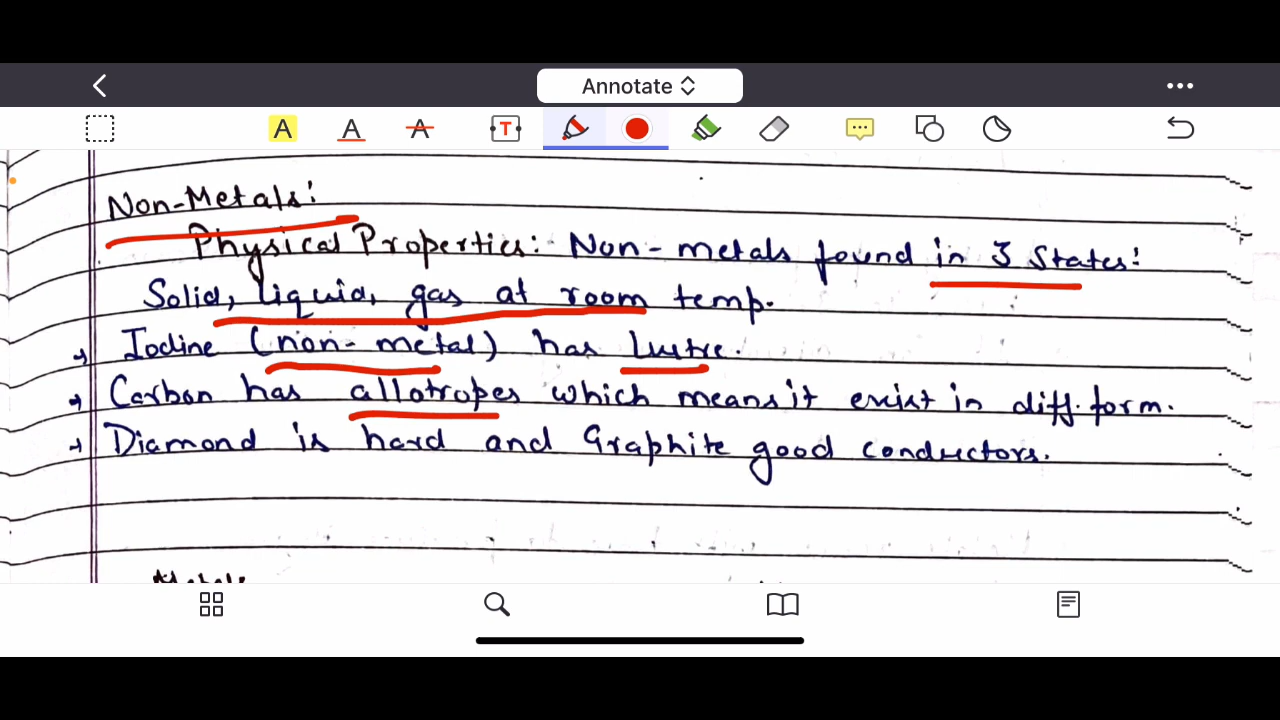 Annotate
A A A T
Non-Metals:
Physical Properties: Non-metals found in 3 States:
Solid, liquid, gas at room temp.
→ Iodine (non-metal) has Lustre.
→ Carbon has allotropes which means it exist in diff. form.
→ Diamond is hard and Graphite good conductors.